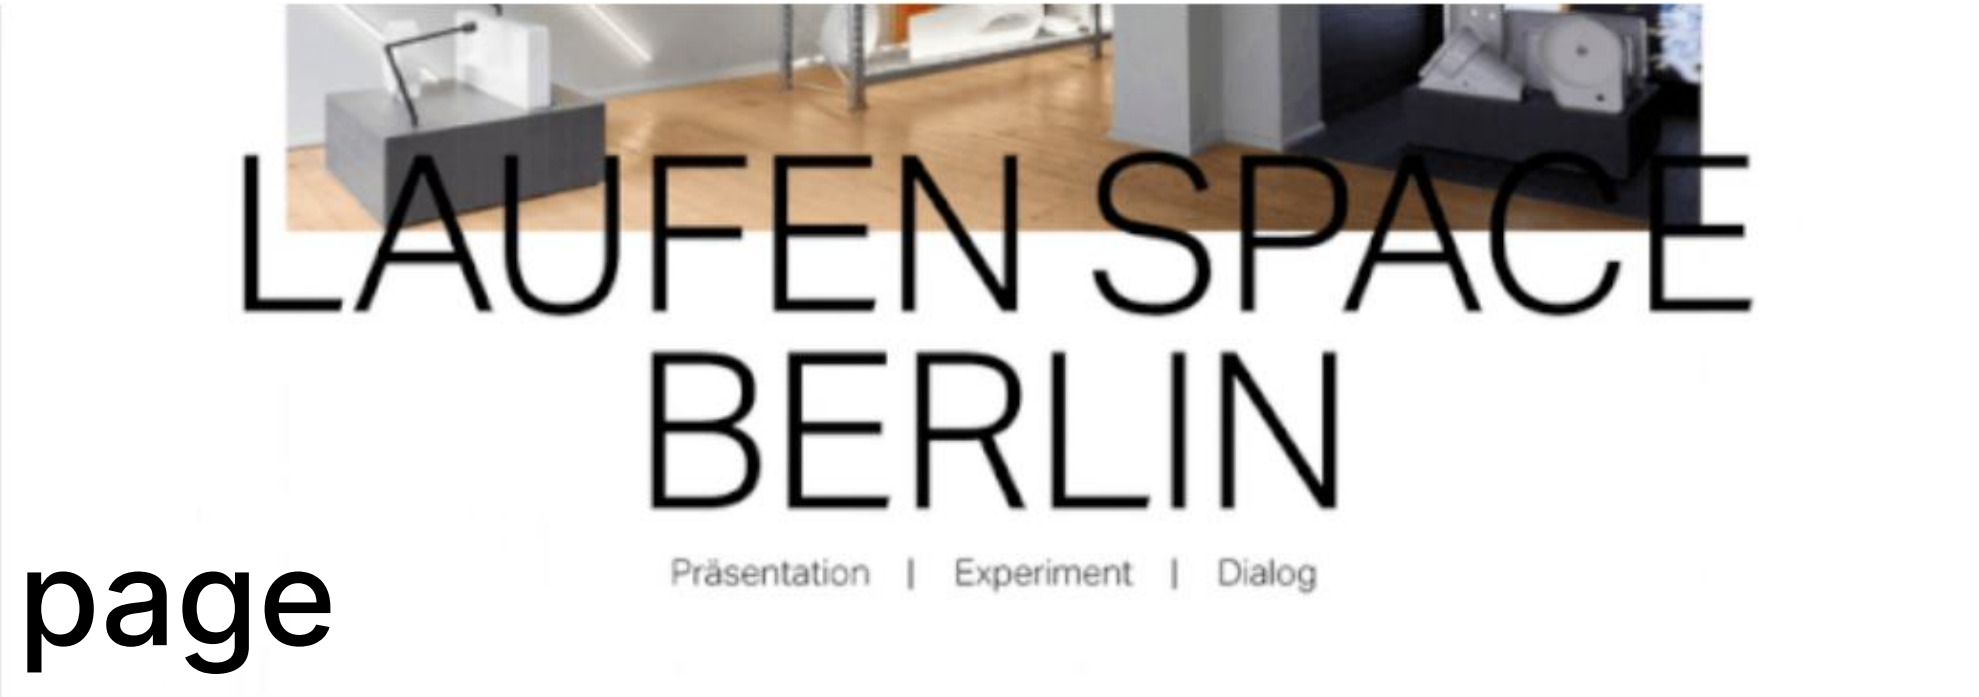 LAUFEN SPACE
BERLIN
Präsentation | Experiment | Dialog
page